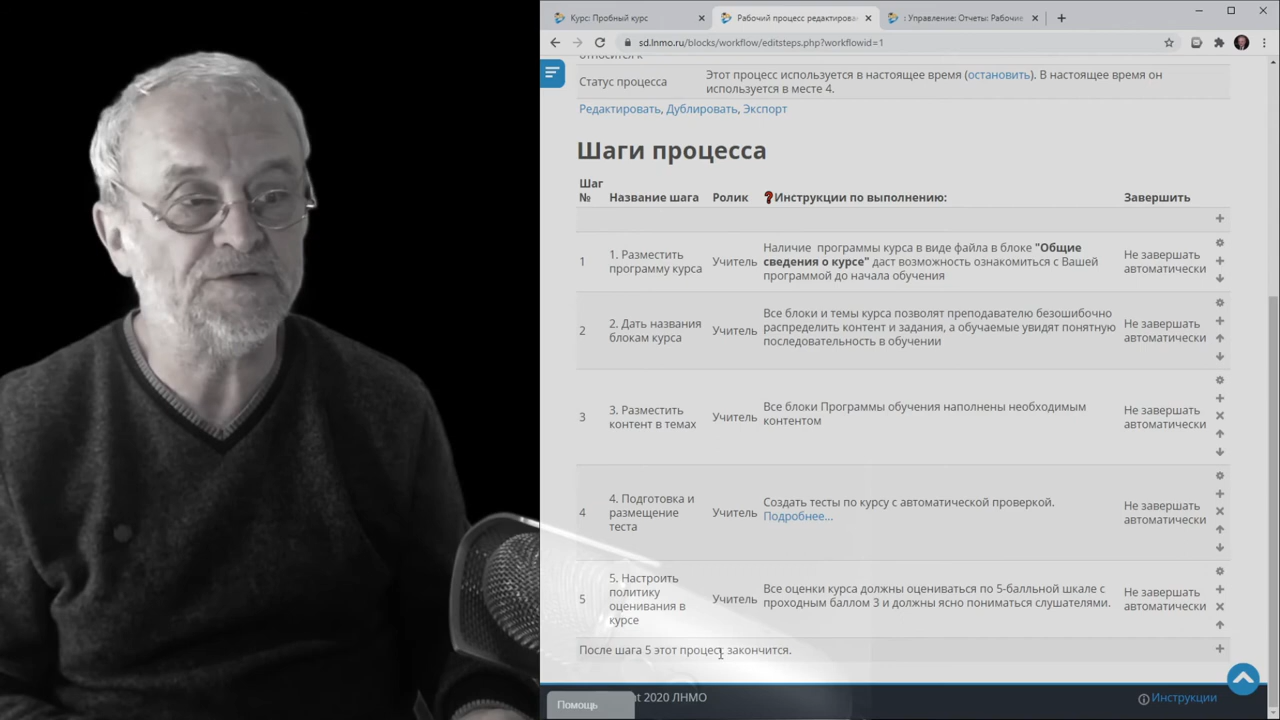 Курс: Пробный курс
Рабочий процесс редактирован
: Управление: Отчеты: Рабочие
sd.lnmo.ru/blocks/workflow/editsteps.php?workflowid=1
относится к
Статус процесса
Этот процесс используется в настоящее время (остановить). В настоящее время он
используется в месте 4.
Редактировать, Дублировать, Экспорт
Шаги процесса
Шаг
№ Название шага Ролик ?Инструкции по выполнению: Завершить
1 1. Разместить
программу курса
Учитель
Наличие программы курса в виде файла в блоке "Общие
сведения о курсе" даст возможность ознакомиться с Вашей
программой до начала обучения
Не завершать
автоматически
2 2. Дать названия
блокам курса
Учитель
Все блоки и темы курса позволят преподавателю безошибочно
распределить контент и задания, а обучаемые увидят понятную
последовательность в обучении
Не завершать
автоматически
3 3. Разместить
контент в темах
Учитель
Все блоки Программы обучения наполнены необходимым
контентом
Не завершать
автоматически
4 4. Подготовка и
размещение
теста
Учитель
Создать тесты по курсу с автоматической проверкой.
Подробнее...
Не завершать
автоматически
5 5. Настроить
политику
оценивания в
курсе
Учитель
Все оценки курса должны оцениваться по 5-балльной шкале с
проходным баллом 3 и должны ясно пониматься слушателями.
Не завершать
автоматически
После шага 5 этот процесс закончится.
2020 ЛНМО
Инструкции
Помощь